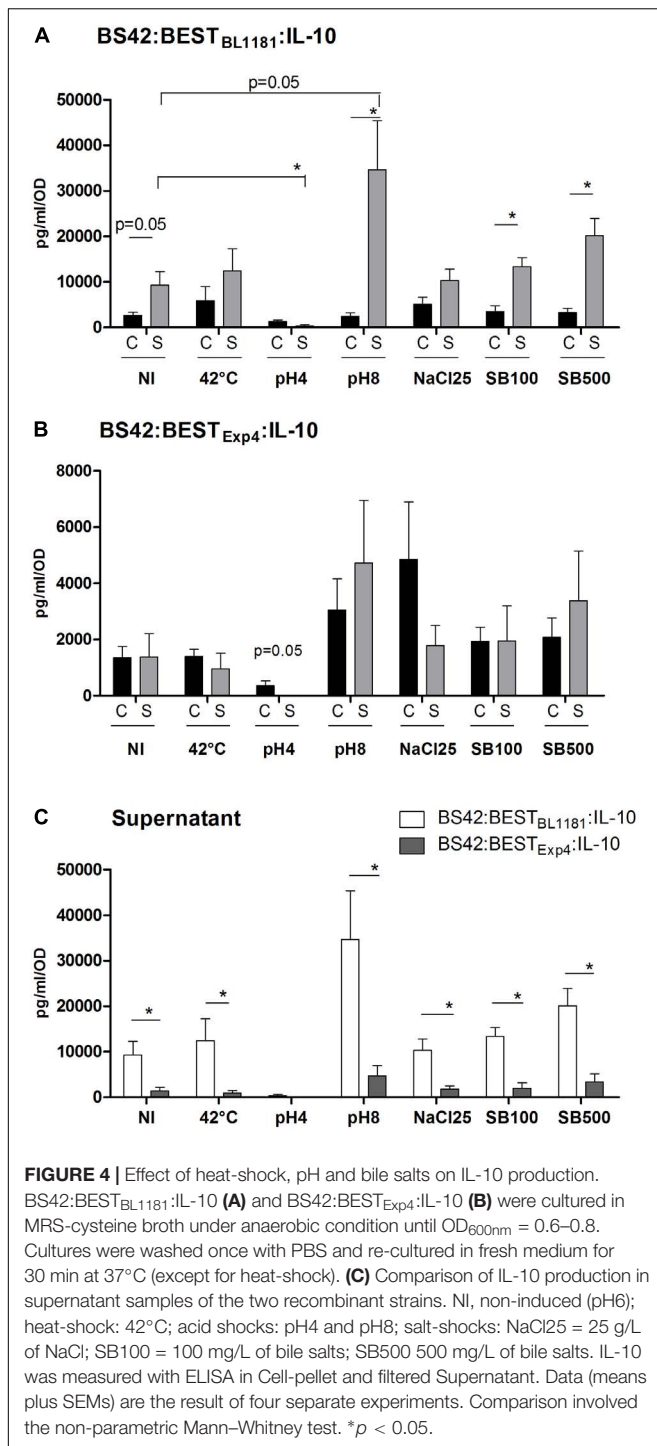 A BS42:BEST_BL1181:IL-10
p=0.05
*
*
p=0.05
*
*
pg/ml/OD
50000
40000
30000
20000
10000
0
C S C S C S C S C S C S C S
NI 42°C pH4 pH8 NaCl25 SB100 SB500
B BS42:BEST_Exp4:IL-10
pg/ml/OD
8000
6000
4000
2000
0
p=0.05
C S C S C S C S C S C S C S
NI 42°C pH4 pH8 NaCl25 SB100 SB500
C Supernatant
BS42:BEST_BL1181:IL-10
BS42:BEST_Exp4:IL-10
pg/ml/OD
50000
40000
30000
20000
10000
0
* * * * * *
NI 42°C pH4 pH8 NaCl25 SB100 SB500
FIGURE 4 | Effect of heat-shock, pH and bile salts on IL-10 production.
BS42:BEST_BL1181:IL-10 (A) and BS42:BEST_Exp4:IL-10 (B) were cultured in
MRS-cysteine broth under anaerobic condition until OD_600nm = 0.6–0.8.
Cultures were washed once with PBS and re-cultured in fresh medium for
30 min at 37°C (except for heat-shock). (C) Comparison of IL-10 production in
supernatant samples of the two recombinant strains. NI, non-induced (pH6);
heat-shock: 42°C; acid shocks: pH4 and pH8; salt-shocks: NaCl25 = 25 g/L
of NaCl; SB100 = 100 mg/L of bile salts; SB500 500 mg/L of bile salts. IL-10
was measured with ELISA in Cell-pellet and filtered Supernatant. Data (means
plus SEMs) are the result of four separate experiments. Comparison involved
the non-parametric Mann–Whitney test. *p < 0.05.